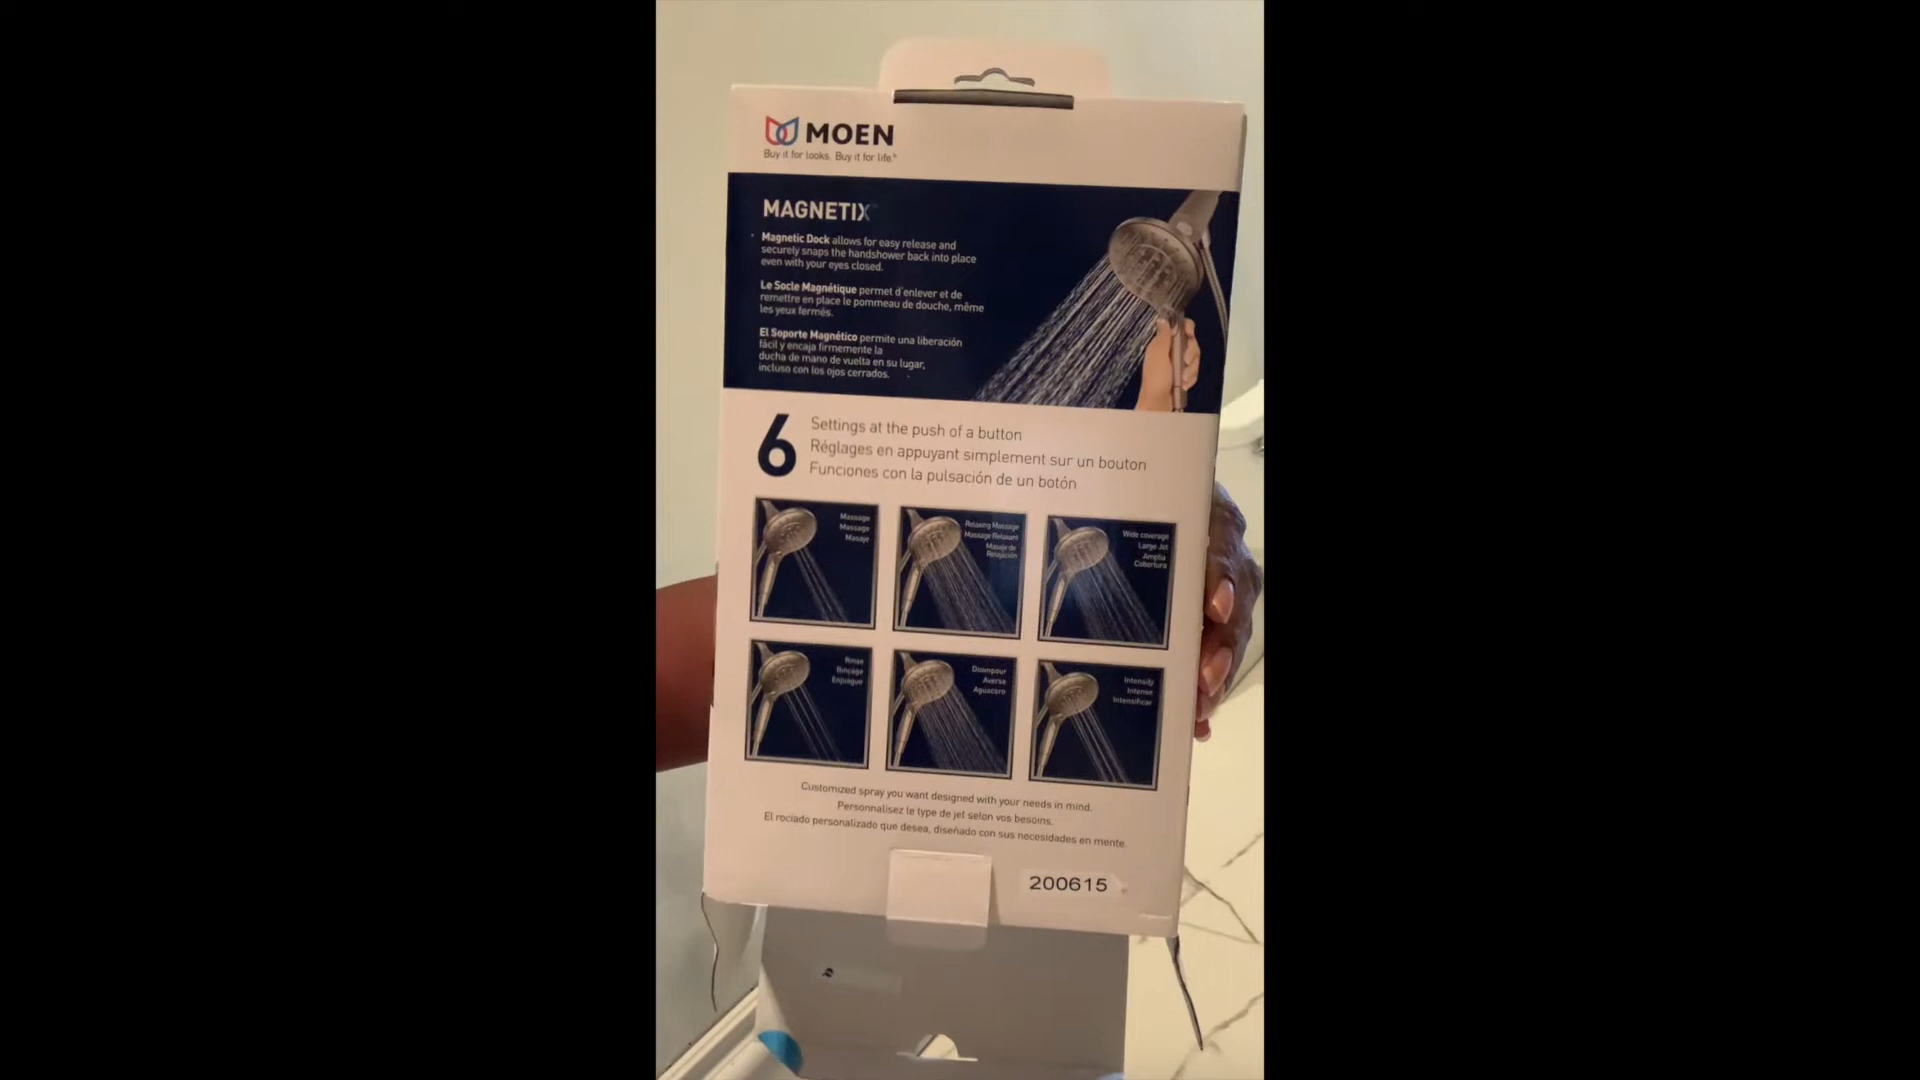 MOEN
Buy it for looks. Buy it for life.®
MAGNETIX™
Magnetic Dock allows for easy release and
securely snaps the handshower back into place
even with your eyes closed.
Le Socle Magnétique permet d'enlever et de
remettre en place le pommeau de douche, même
les yeux fermés.
El Soporte Magnético permite una liberación
fácil y encaja firmemente la
ducha de mano de vuelta en su lugar,
incluso con los ojos cerrados.
6
Settings at the push of a button
Réglages en appuyant simplement sur un bouton
Funciones con la pulsación de un botón
Massage
Massage
Masaje
Relaxing Massage
Massage Relaxant
Masaje de
Relajación
Wide coverage
Large Jet
Amplia
Cobertura
Rinse
Rinçage
Enjuague
Downpour
Averse
Aguacero
Intensity
Intense
Intensificar
Customized spray you want designed with your needs in mind.
Personnalisez le type de jet selon vos besoins.
El rociado personalizado que desea, diseñado con sus necesidades en mente.
200615